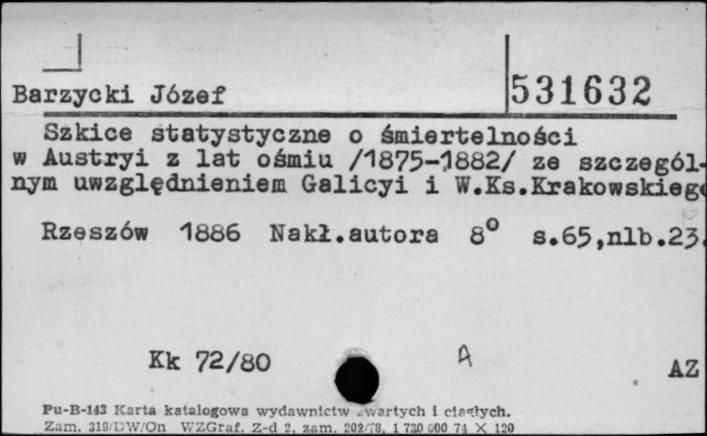 Barzycki Józef
531632
Szkice statystyczne o śmiertelności
w Austryi z lat ośmiu /1875-1882/ ze szczegól-
nym uwzględnieniem Galicyi i W.Ks.Krakowskieg
Rzeszów 1886 Nakł.autora 8° s.65,nlb.23.
Kk 72/80
A
AZ
Pu-B-143 Karta katalogowa wydawnictw zwartych i ciągłych.
Zam. 319/DW/On WZGraf. Z-d 2, zam. 202/78, 1 730 000 74 X 120